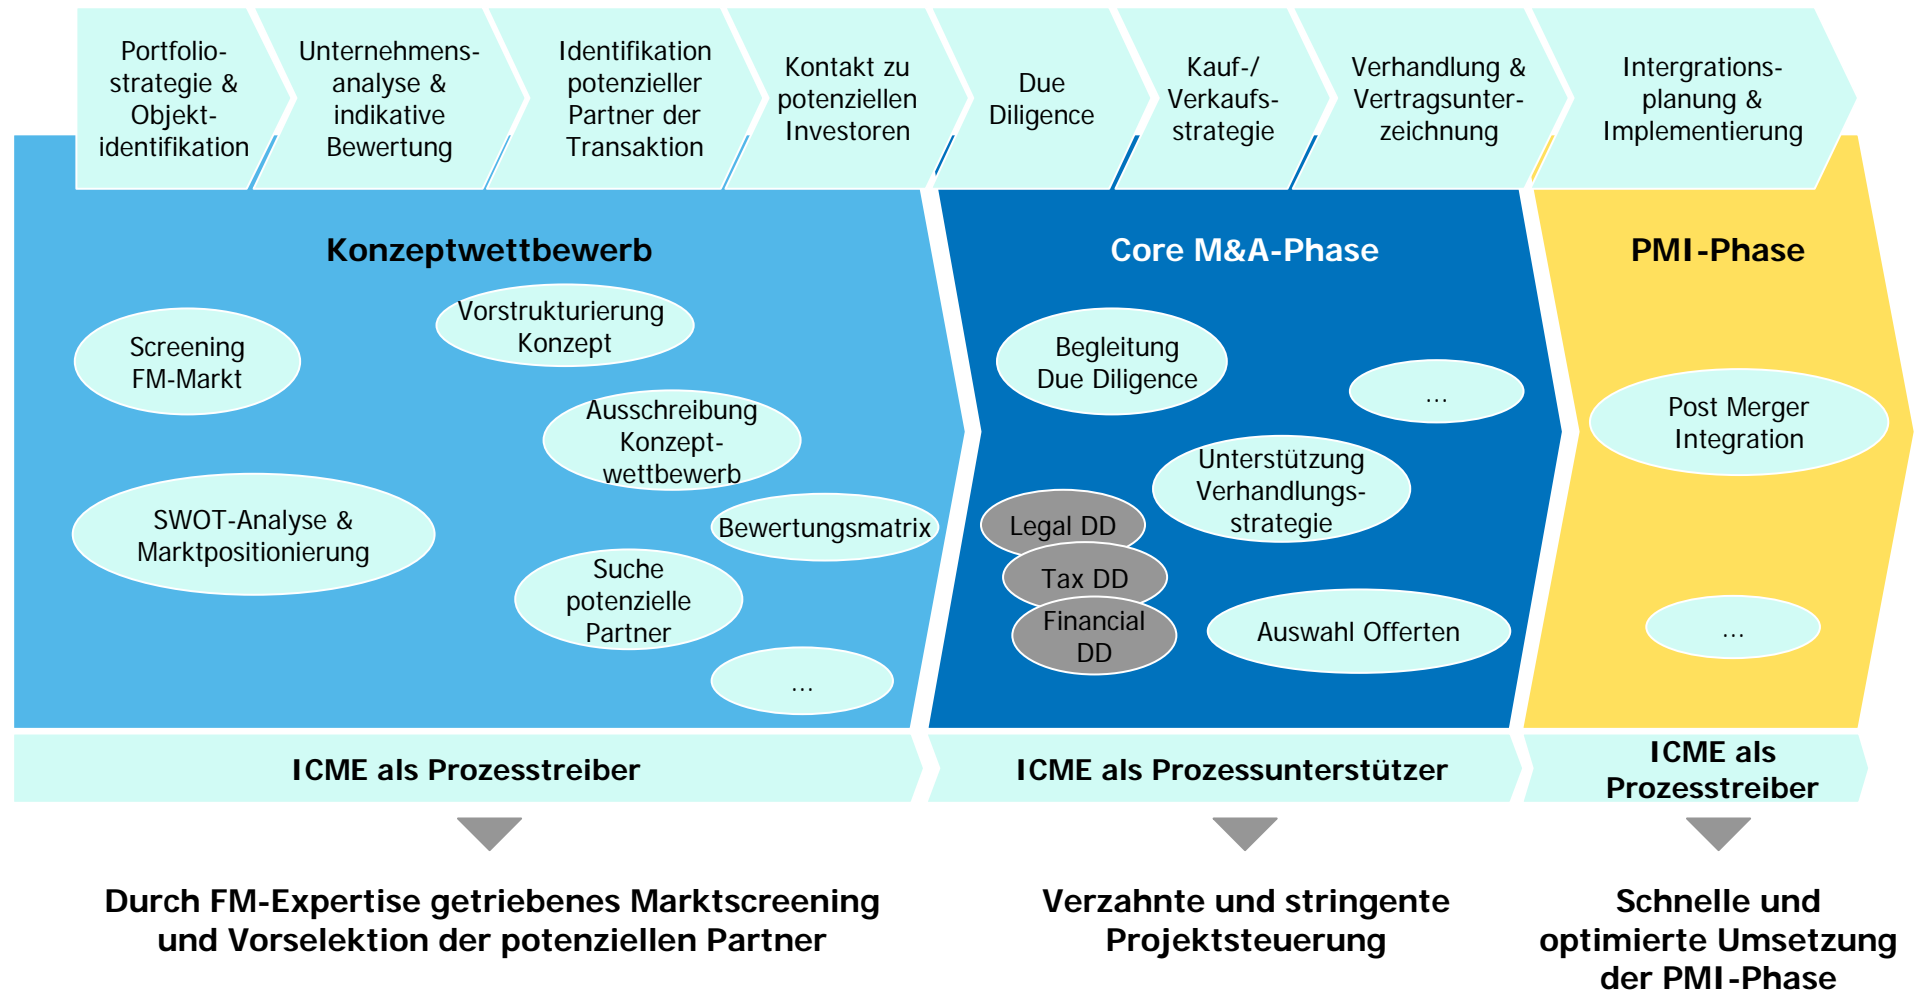 Portfolio-
strategie &
Objekt-
identifikation
Unternehmens-
analyse &
indikative
Bewertung
Identifikation
potenzieller
Partner der
Transaktion
Kontakt zu
potenziellen
Investoren
Due
Diligence
Kauf-/
Verkaufs-
strategie
Verhandlung &
Vertragsunter-
zeichnung
Intergrations-
planung &
Implementierung
Konzeptwettbewerb
Screening
FM-Markt
Vorstrukturierung
Konzept
Ausschreibung
Konzept-
wettbewerb
SWOT-Analyse &
Marktpositionierung
Bewertungsmatrix
Suche
potenzielle
Partner
...
Core M&A-Phase
Begleitung
Due Diligence
...
Unterstützung
Verhandlungs-
strategie
Legal DD
Tax DD
Financial
DD
Auswahl Offerten
PMI-Phase
Post Merger
Integration
...
ICME als Prozesstreiber
ICME als Prozessunterstützer
ICME als
Prozesstreiber
Durch FM-Expertise getriebenes Marktscreening
und Vorselektion der potenziellen Partner
Verzahnte und stringente
Projektsteuerung
Schnelle und
optimierte Umsetzung
der PMI-Phase